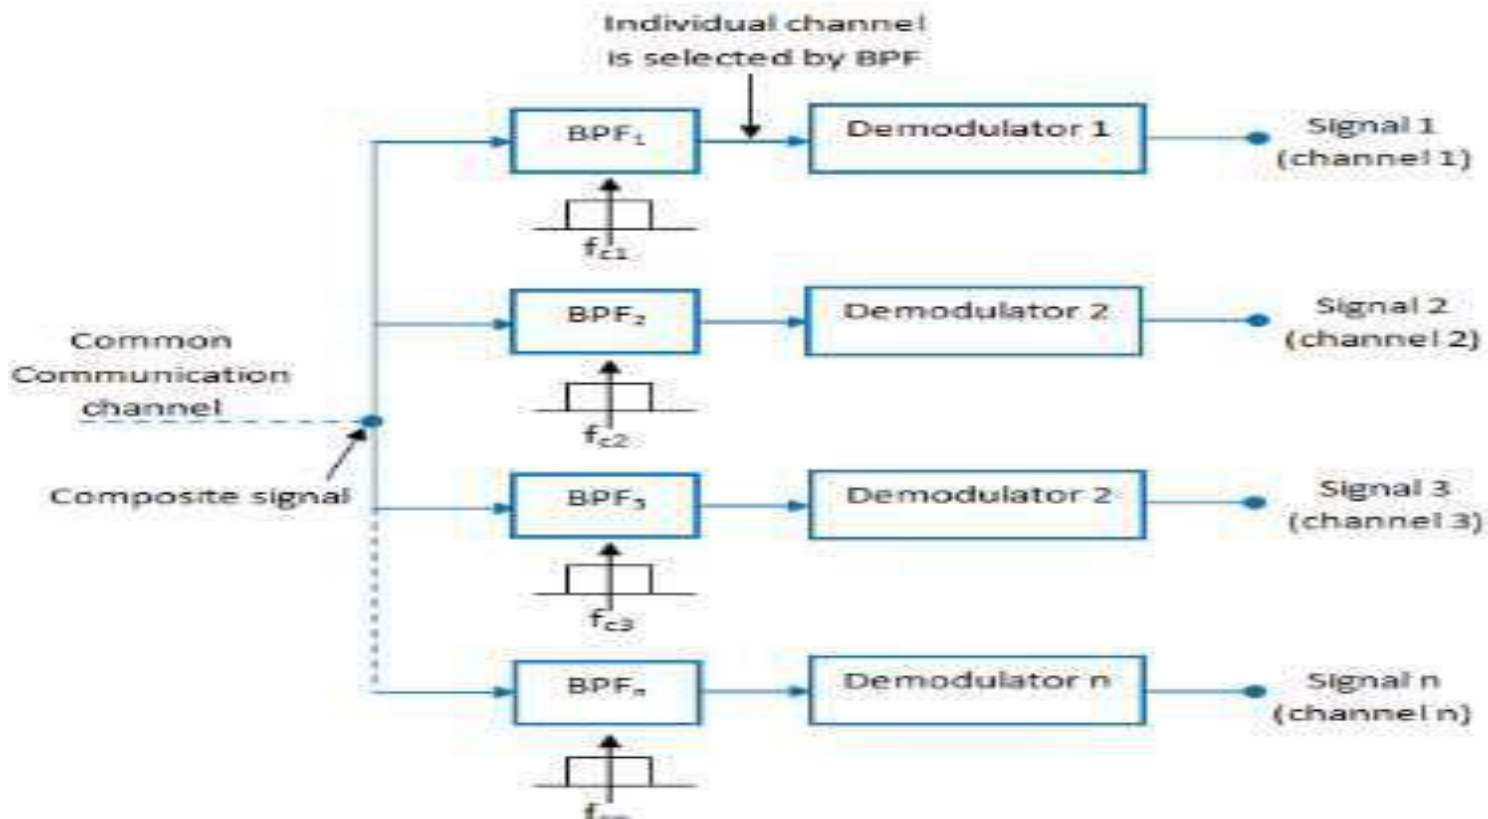 Individual channel
is selected by BPF
BPF₁
Demodulator 1
Signal 1
(channel 1)
fc1
BPF₂
Demodulator 2
Signal 2
(channel 2)
fc2
Common
Communication
channel
Composite signal
BPF₃
Demodulator 2
Signal 3
(channel 3)
fc3
BPFₙ
Demodulator n
Signal n
(channel n)